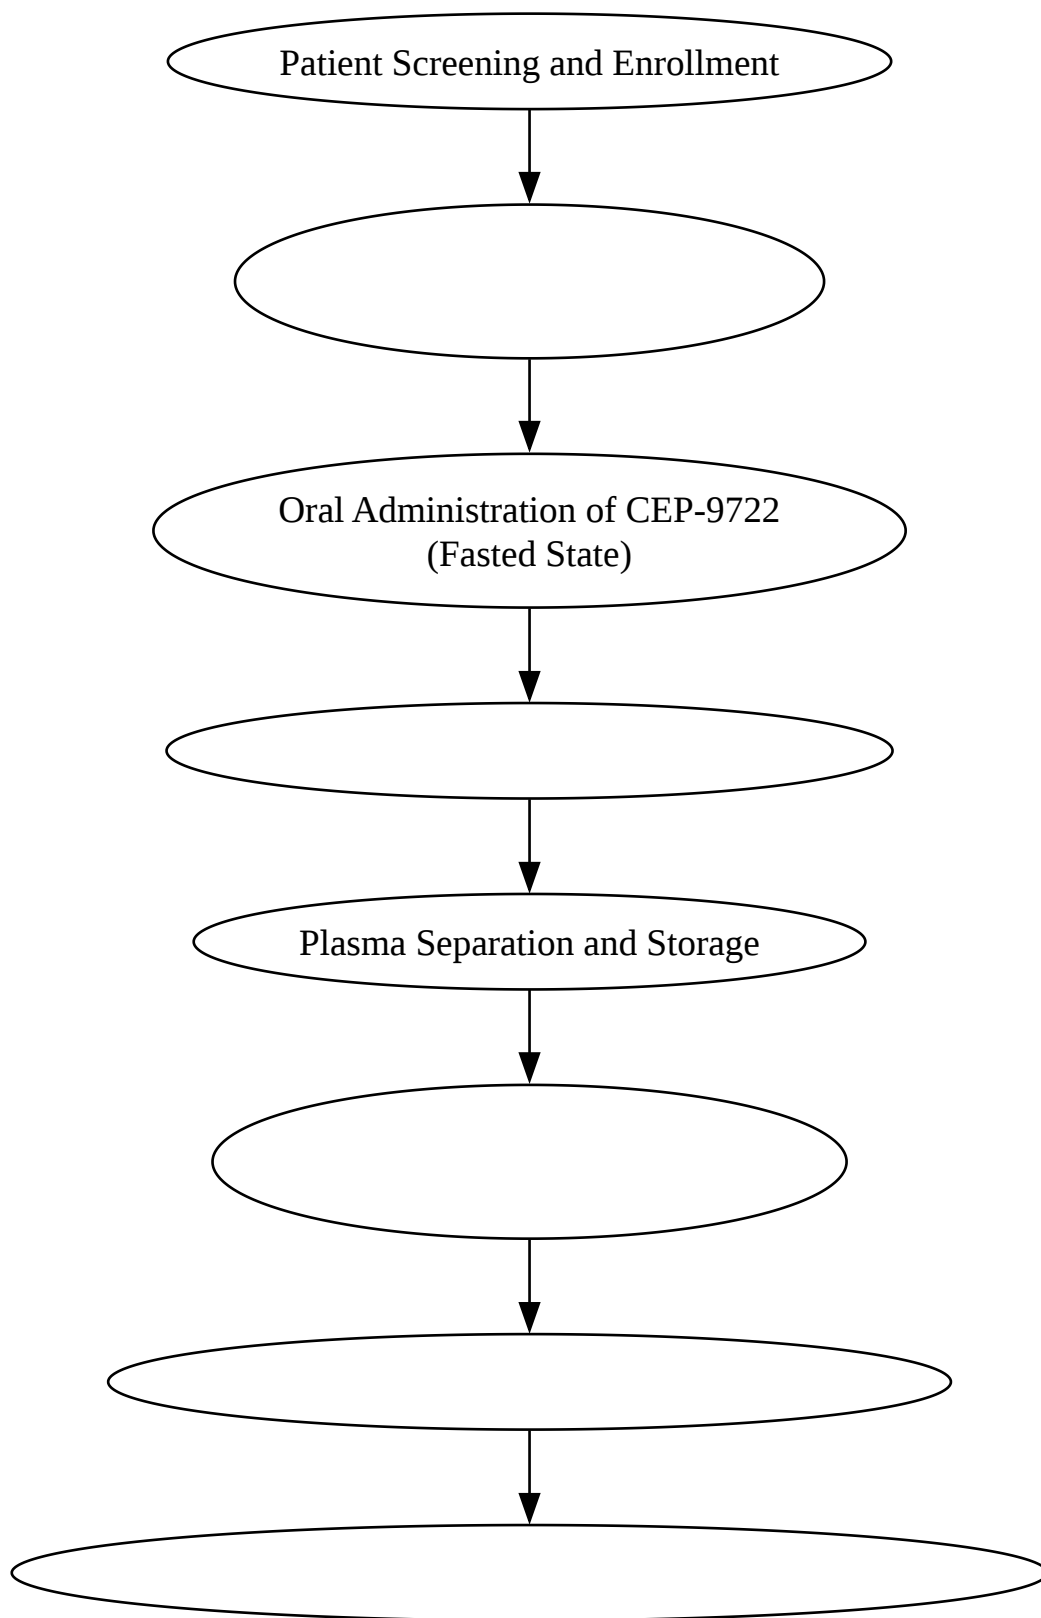 Patient Screening and Enrollment
Oral Administration of CEP-9722
(Fasted State)
Plasma Separation and Storage